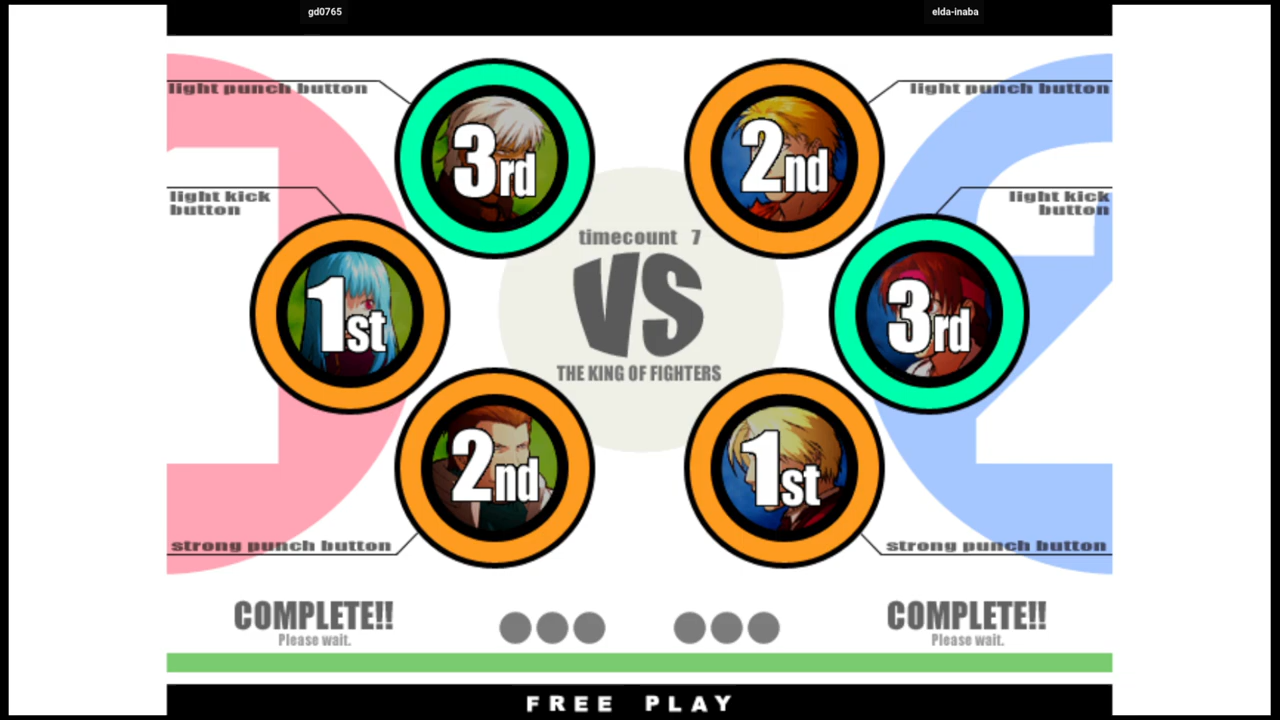 gd0765
elda-inaba
light punch button
light punch button
3rd
2nd
light kick
button
light kick
button
timecount 7
VS
THE KING OF FIGHTERS
1st
3rd
2nd
1st
strong punch button
strong punch button
COMPLETE!!
Please wait.
COMPLETE!!
Please wait.
FREE PLAY